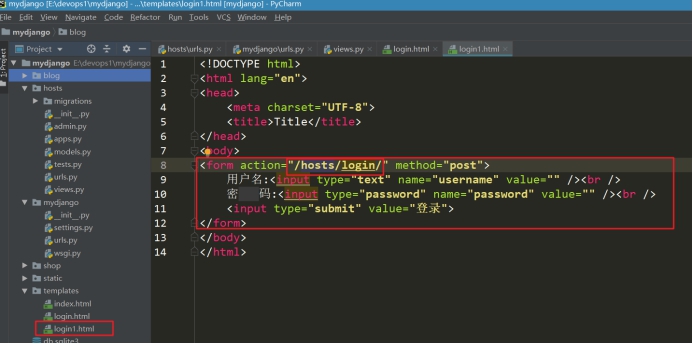 mydjango [E:\devops1\mydjango] - ...\templates\login1.html [mydjango] - PyCharm
File Edit View Navigate Code Refactor Run Tools VCS Window Help
mydjango blog
Project hosts\urls.py mydjango\urls.py views.py login.html login1.html
1: Project
mydjango E:\devops1\mydjango
blog
hosts
migrations
__init__.py
admin.py
apps.py
models.py
tests.py
urls.py
views.py
mydjango
__init__.py
settings.py
urls.py
wsgi.py
shop
static
templates
index.html
login.html
login1.html
db.sqlite3
1 <!DOCTYPE html>
2 <html lang="en">
3 <head>
4 <meta charset="UTF-8">
5 <title>Title</title>
6 </head>
7 <body>
8 <form action="/hosts/login/" method="post">
9 用户名:<input type="text" name="username" value="" /><br />
10 密 码:<input type="password" name="password" value="" /><br />
11 <input type="submit" value="登录">
12 </form>
13 </body>
14 </html>